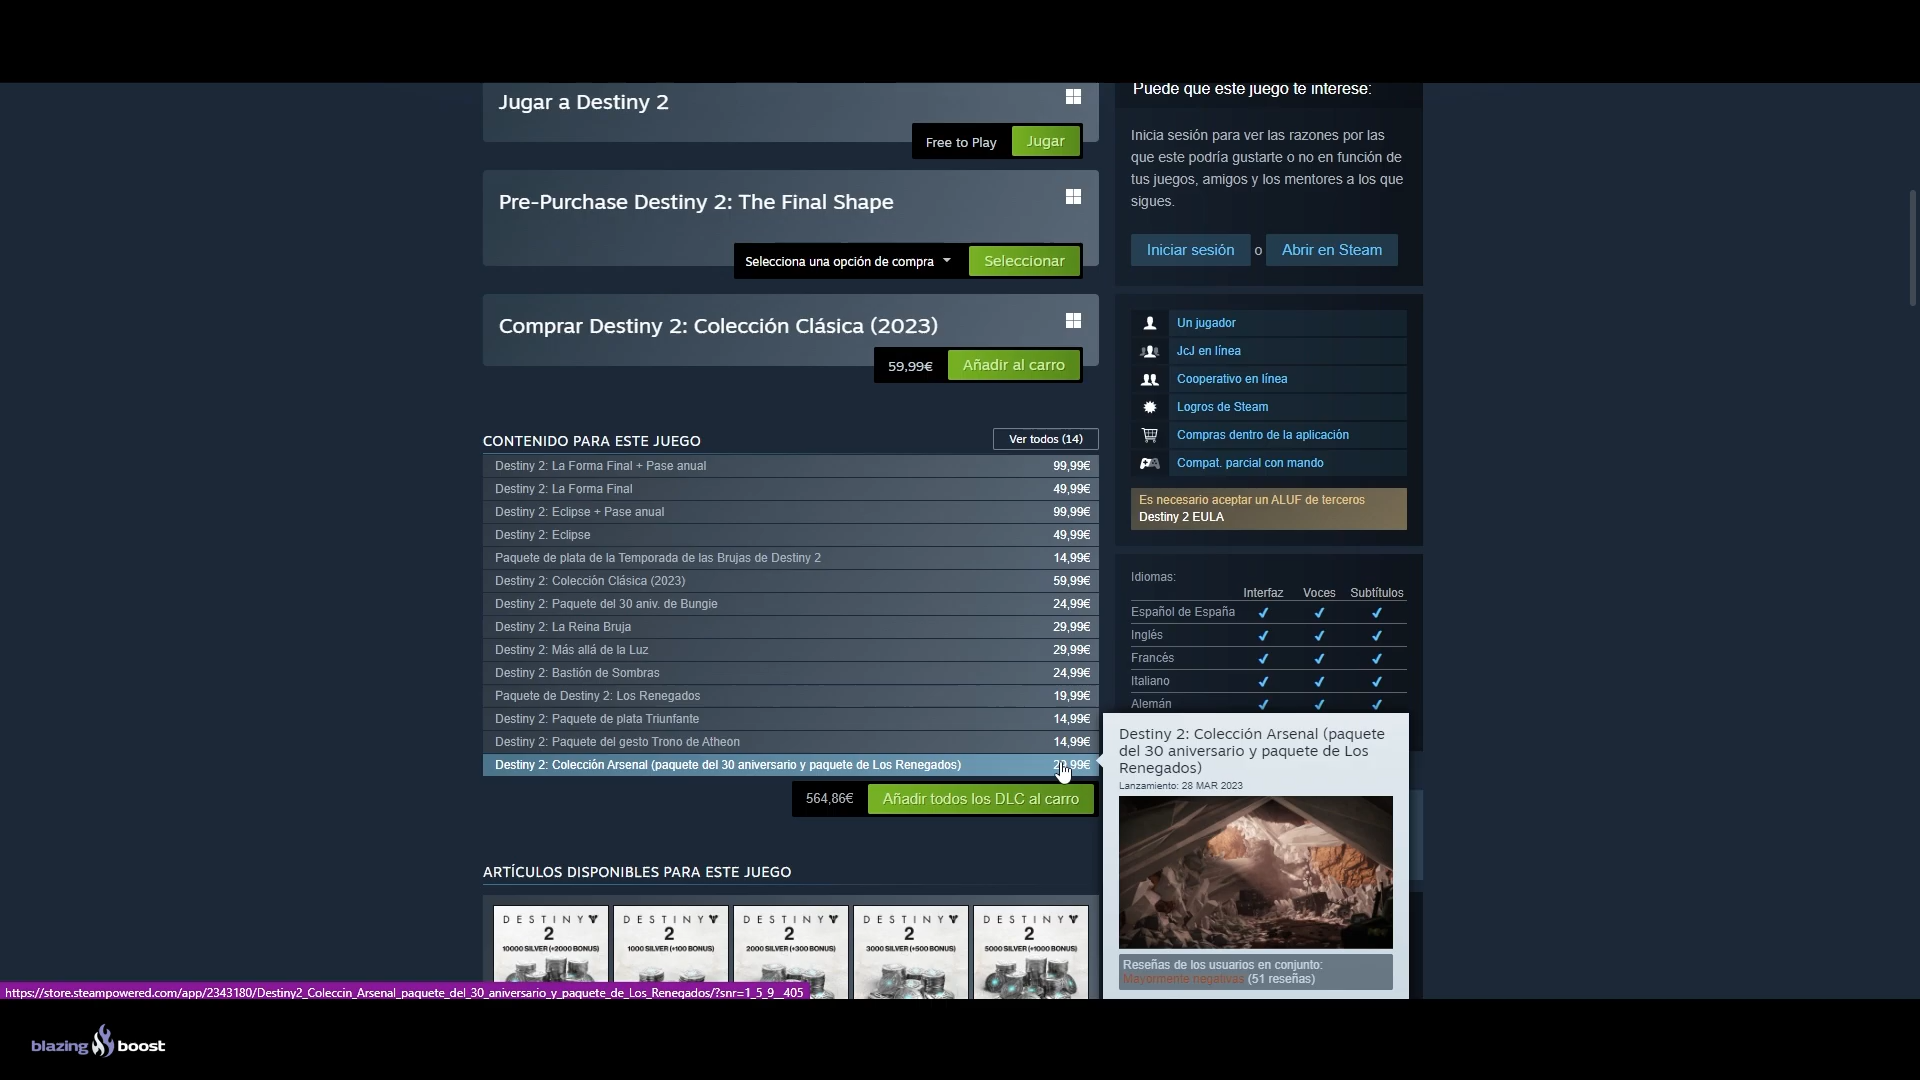 Jugar a Destiny 2
Free to Play
Jugar
Pre-Purchase Destiny 2: The Final Shape
Selecciona una opción de compra
Seleccionar
Comprar Destiny 2: Colección Clásica (2023)
59,99€
Añadir al carro
CONTENIDO PARA ESTE JUEGO
Ver todos (14)
Destiny 2: La Forma Final + Pase anual 99,99€
Destiny 2: La Forma Final 49,99€
Destiny 2: Eclipse + Pase anual 99,99€
Destiny 2: Eclipse 49,99€
Paquete de plata de la Temporada de las Brujas de Destiny 2 14,99€
Destiny 2: Colección Clásica (2023) 59,99€
Destiny 2: Paquete del 30 aniv. de Bungie 24,99€
Destiny 2: La Reina Bruja 29,99€
Destiny 2: Más allá de la Luz 29,99€
Destiny 2: Bastión de Sombras 24,99€
Paquete de Destiny 2: Los Renegados 19,99€
Destiny 2: Paquete de plata Triunfante 14,99€
Destiny 2: Paquete del gesto Trono de Atheon 14,99€
Destiny 2: Colección Arsenal (paquete del 30 aniversario y paquete de Los Renegados)
564,86€
Añadir todos los DLC al carro
ARTÍCULOS DISPONIBLES PARA ESTE JUEGO
DESTINY 2
10000 SILVER (+2000 BONUS)
DESTINY 2
1000 SILVER (+100 BONUS)
DESTINY 2
2000 SILVER (+300 BONUS)
DESTINY 2
3000 SILVER (+500 BONUS)
DESTINY 2
5000 SILVER (+1000 BONUS)
Puede que este juego te interese:
Inicia sesión para ver las razones por las
que este podría gustarte o no en función de
tus juegos, amigos y los mentores a los que
sigues.
Iniciar sesión o Abrir en Steam
Un jugador
JcJ en línea
Cooperativo en línea
Logros de Steam
Compras dentro de la aplicación
Compat. parcial con mando
Es necesario aceptar un ALUF de terceros
Destiny 2 EULA
Idiomas:
Interfaz Voces Subtítulos
Español de España
Inglés
Francés
Italiano
Alemán
Destiny 2: Colección Arsenal (paquete
del 30 aniversario y paquete de Los
Renegados)
Lanzamiento: 28 MAR 2023
Reseñas de los usuarios en conjunto:
Mayormente negativas (51 reseñas)
https://store.steampowered.com/app/2343180/Destiny2_Coleccin_Arsenal_paquete_del_30_aniversario_y_paquete_de_Los_Renegados/?snr=1_5_9__405
blazing boost